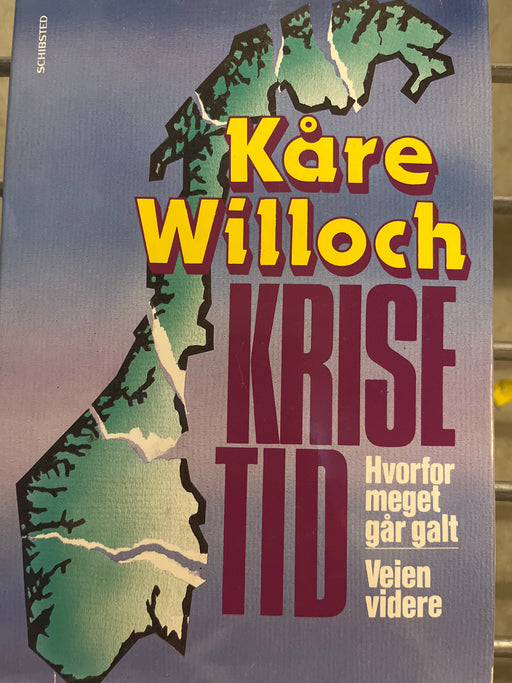 SCHIBSTED
Kåre
Willoch
KRISE
TID
Hvorfor
meget
går galt
Veien
videre